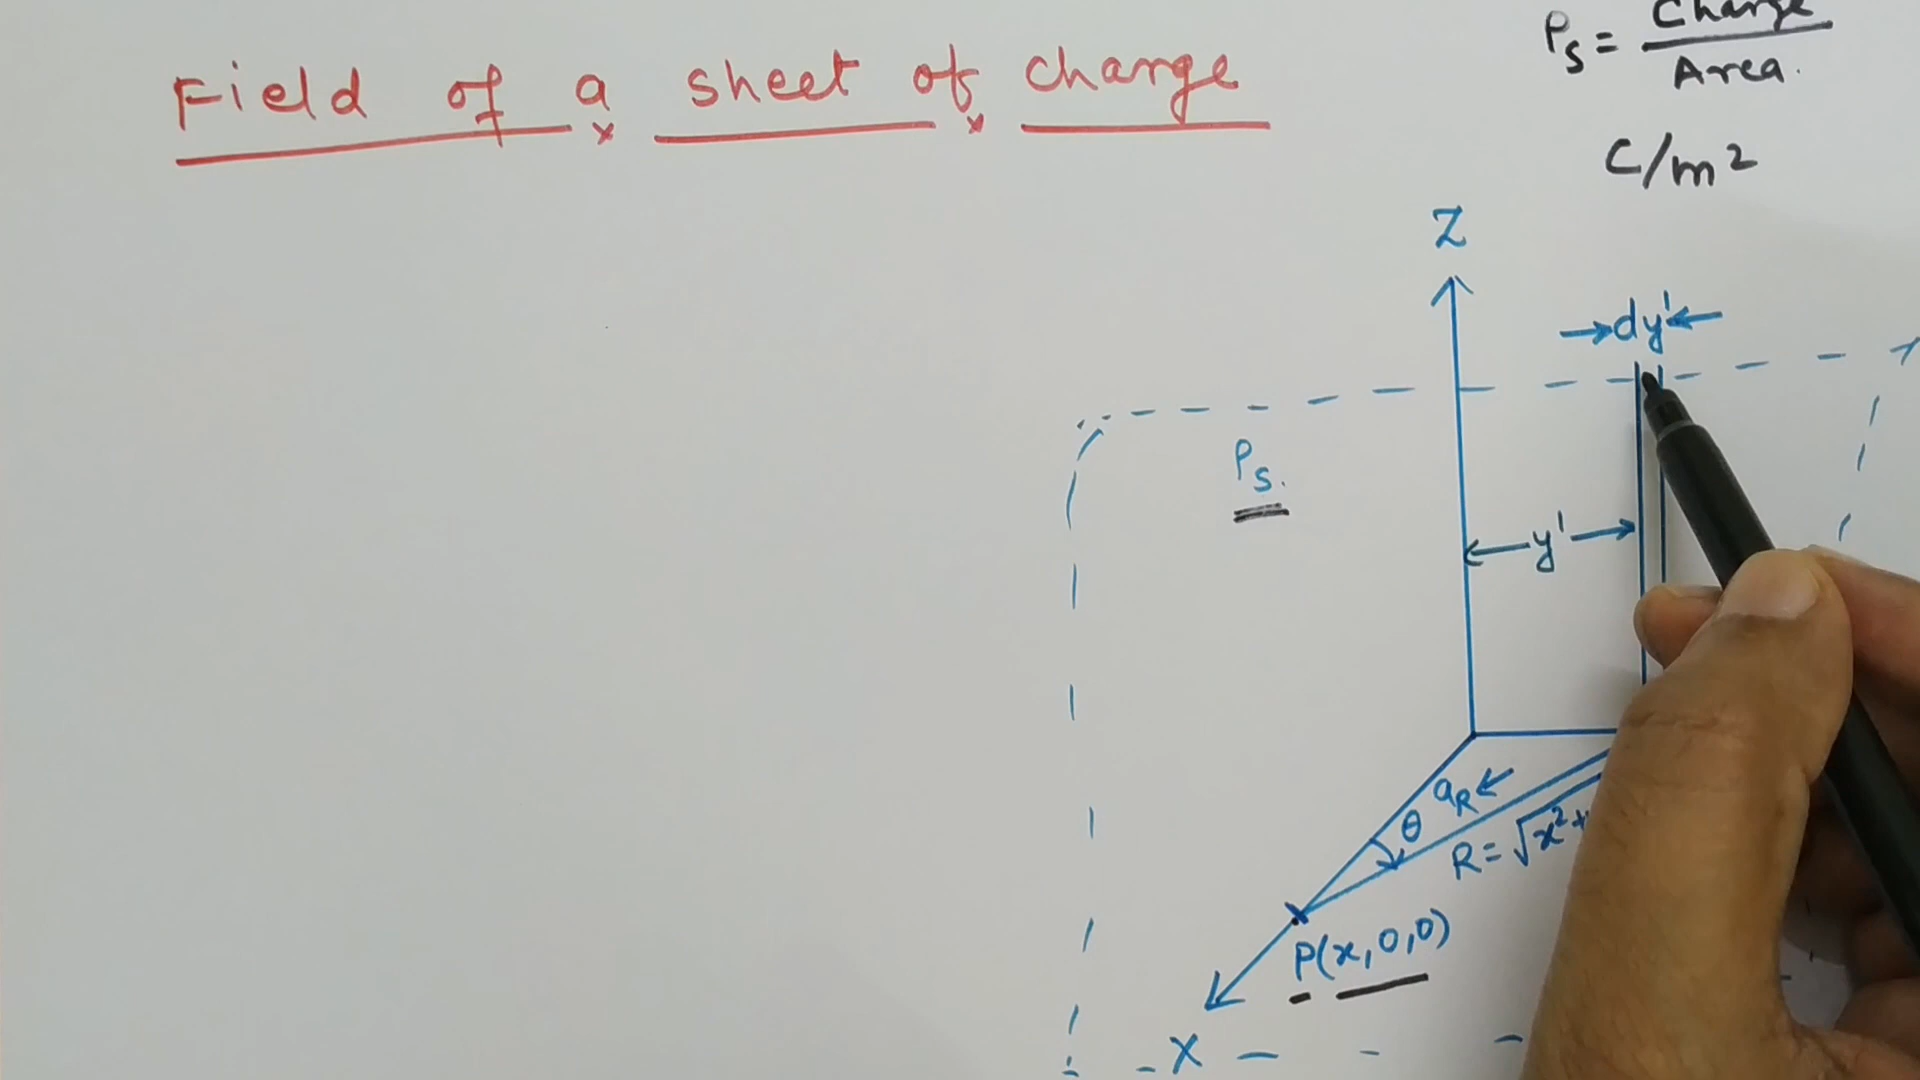 Field of a sheet of charge
ρs = Charge
Area.
C/m²
Z
→dy'←
ρs.
←y'→
aR
θ
R=√x²+
P(x,0,0)
X